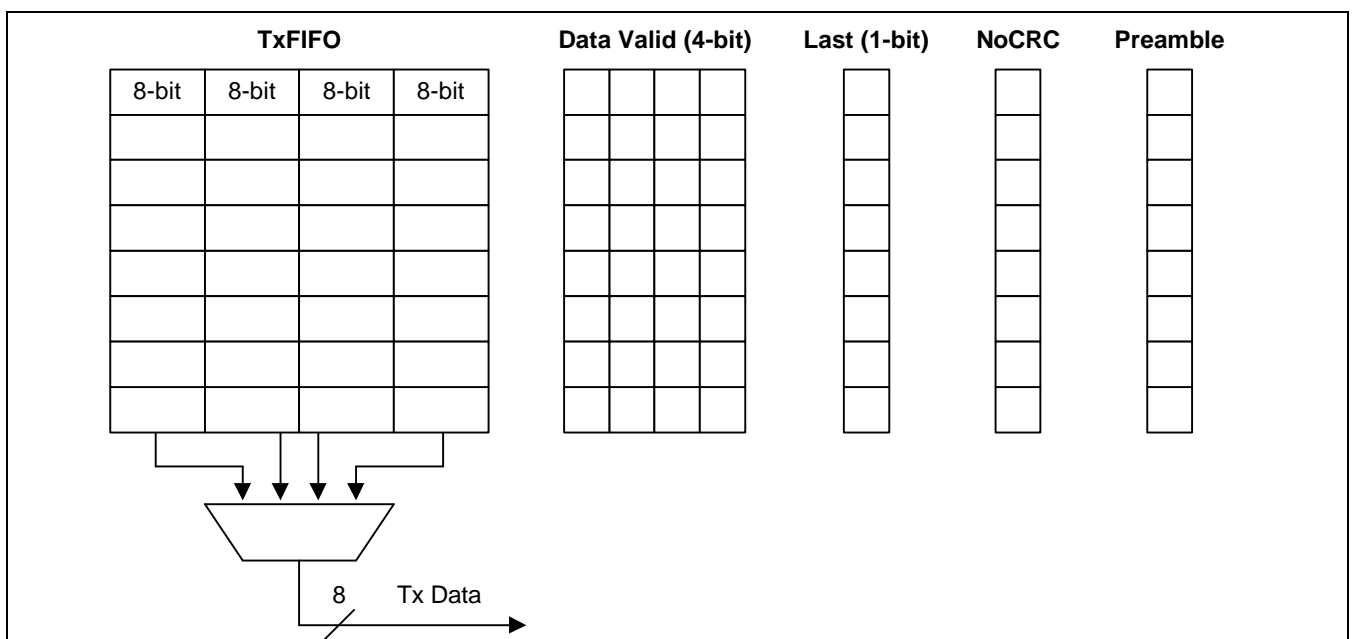 TxFIFO Data Valid (4-bit) Last (1-bit) NoCRC Preamble
8-bit 8-bit 8-bit 8-bit
8 Tx Data